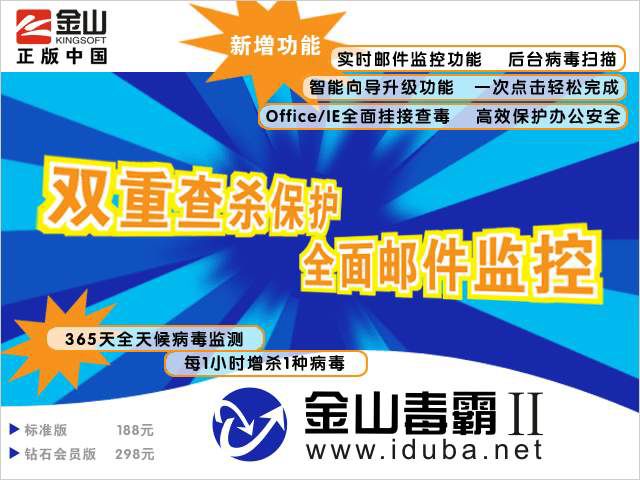 金山
KINGSOFT
正版中国
新增功能
实时邮件监控功能 后台病毒扫描
智能向导升级功能 一次点击轻松完成
Office/IE全面挂接查毒 高效保护办公安全
双重查杀保护
全面邮件监控
365天全天候病毒监测
每1小时增杀1种病毒
金山毒霸II
www.iduba.net
标准版 188元
钻石会员版 298元